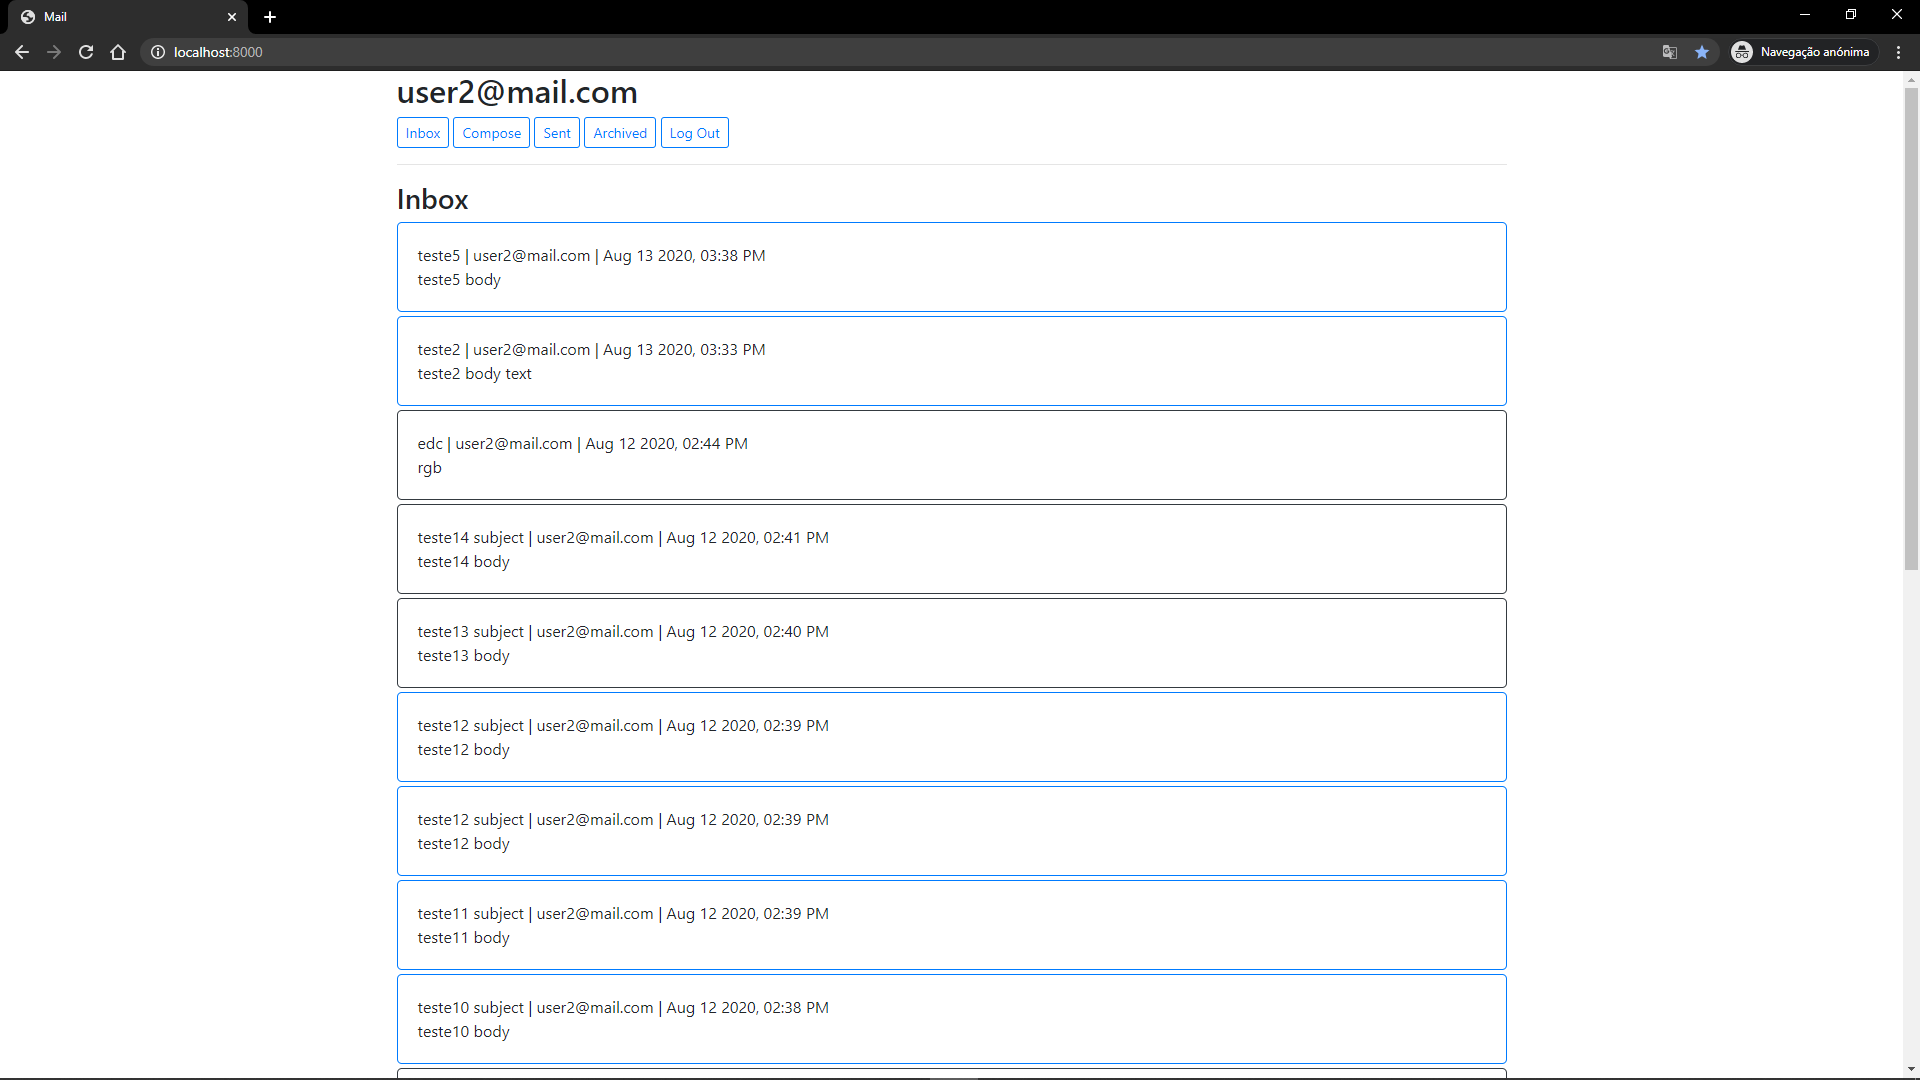 Mail
localhost:8000
Navegação anónima
user2@mail.com
Inbox Compose Sent Archived Log Out
Inbox
teste5 | user2@mail.com | Aug 13 2020, 03:38 PM
teste5 body
teste2 | user2@mail.com | Aug 13 2020, 03:33 PM
teste2 body text
edc | user2@mail.com | Aug 12 2020, 02:44 PM
rgb
teste14 subject | user2@mail.com | Aug 12 2020, 02:41 PM
teste14 body
teste13 subject | user2@mail.com | Aug 12 2020, 02:40 PM
teste13 body
teste12 subject | user2@mail.com | Aug 12 2020, 02:39 PM
teste12 body
teste12 subject | user2@mail.com | Aug 12 2020, 02:39 PM
teste12 body
teste11 subject | user2@mail.com | Aug 12 2020, 02:39 PM
teste11 body
teste10 subject | user2@mail.com | Aug 12 2020, 02:38 PM
teste10 body